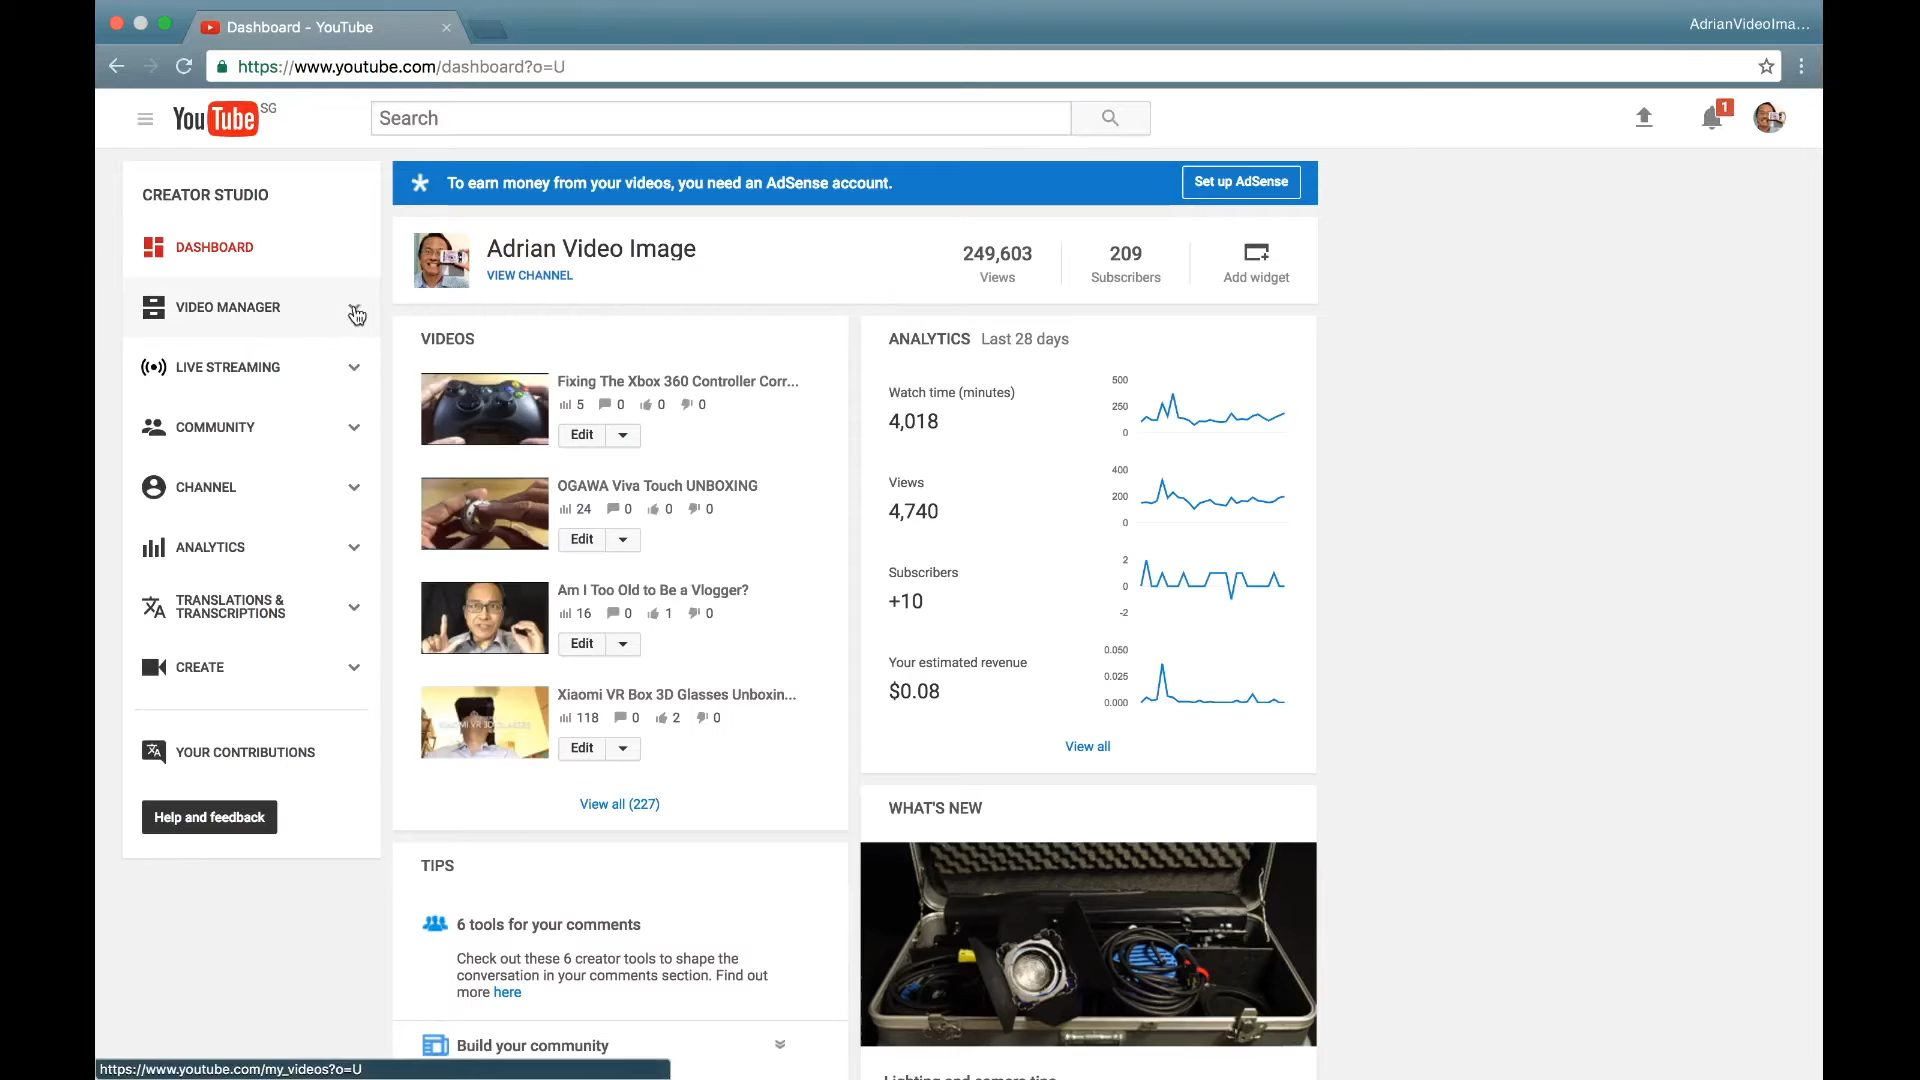 Dashboard - YouTube
AdrianVideoIma...
https://www.youtube.com/dashboard?o=U
YouTube SG
Search
1
CREATOR STUDIO
DASHBOARD
VIDEO MANAGER
LIVE STREAMING
COMMUNITY
CHANNEL
ANALYTICS
TRANSLATIONS &
TRANSCRIPTIONS
CREATE
YOUR CONTRIBUTIONS
Help and feedback
To earn money from your videos, you need an AdSense account.
Set up AdSense
Adrian Video Image
VIEW CHANNEL
249,603
Views
209
Subscribers
Add widget
VIDEOS
Fixing The Xbox 360 Controller Corr...
5 0 0 0
Edit
OGAWA Viva Touch UNBOXING
24 0 0 0
Edit
Am I Too Old to Be a Vlogger?
16 0 1 0
Edit
Xiaomi VR Box 3D Glasses Unboxin...
118 0 2 0
Edit
View all (227)
ANALYTICS Last 28 days
Watch time (minutes)
4,018
500
250
0
Views
4,740
400
200
0
Subscribers
+10
2
0
-2
Your estimated revenue
$0.08
0.050
0.025
0.000
View all
TIPS
6 tools for your comments
Check out these 6 creator tools to shape the
conversation in your comments section. Find out
more here
Build your community
WHAT'S NEW
Lighting and camera tips
https://www.youtube.com/my_videos?o=U